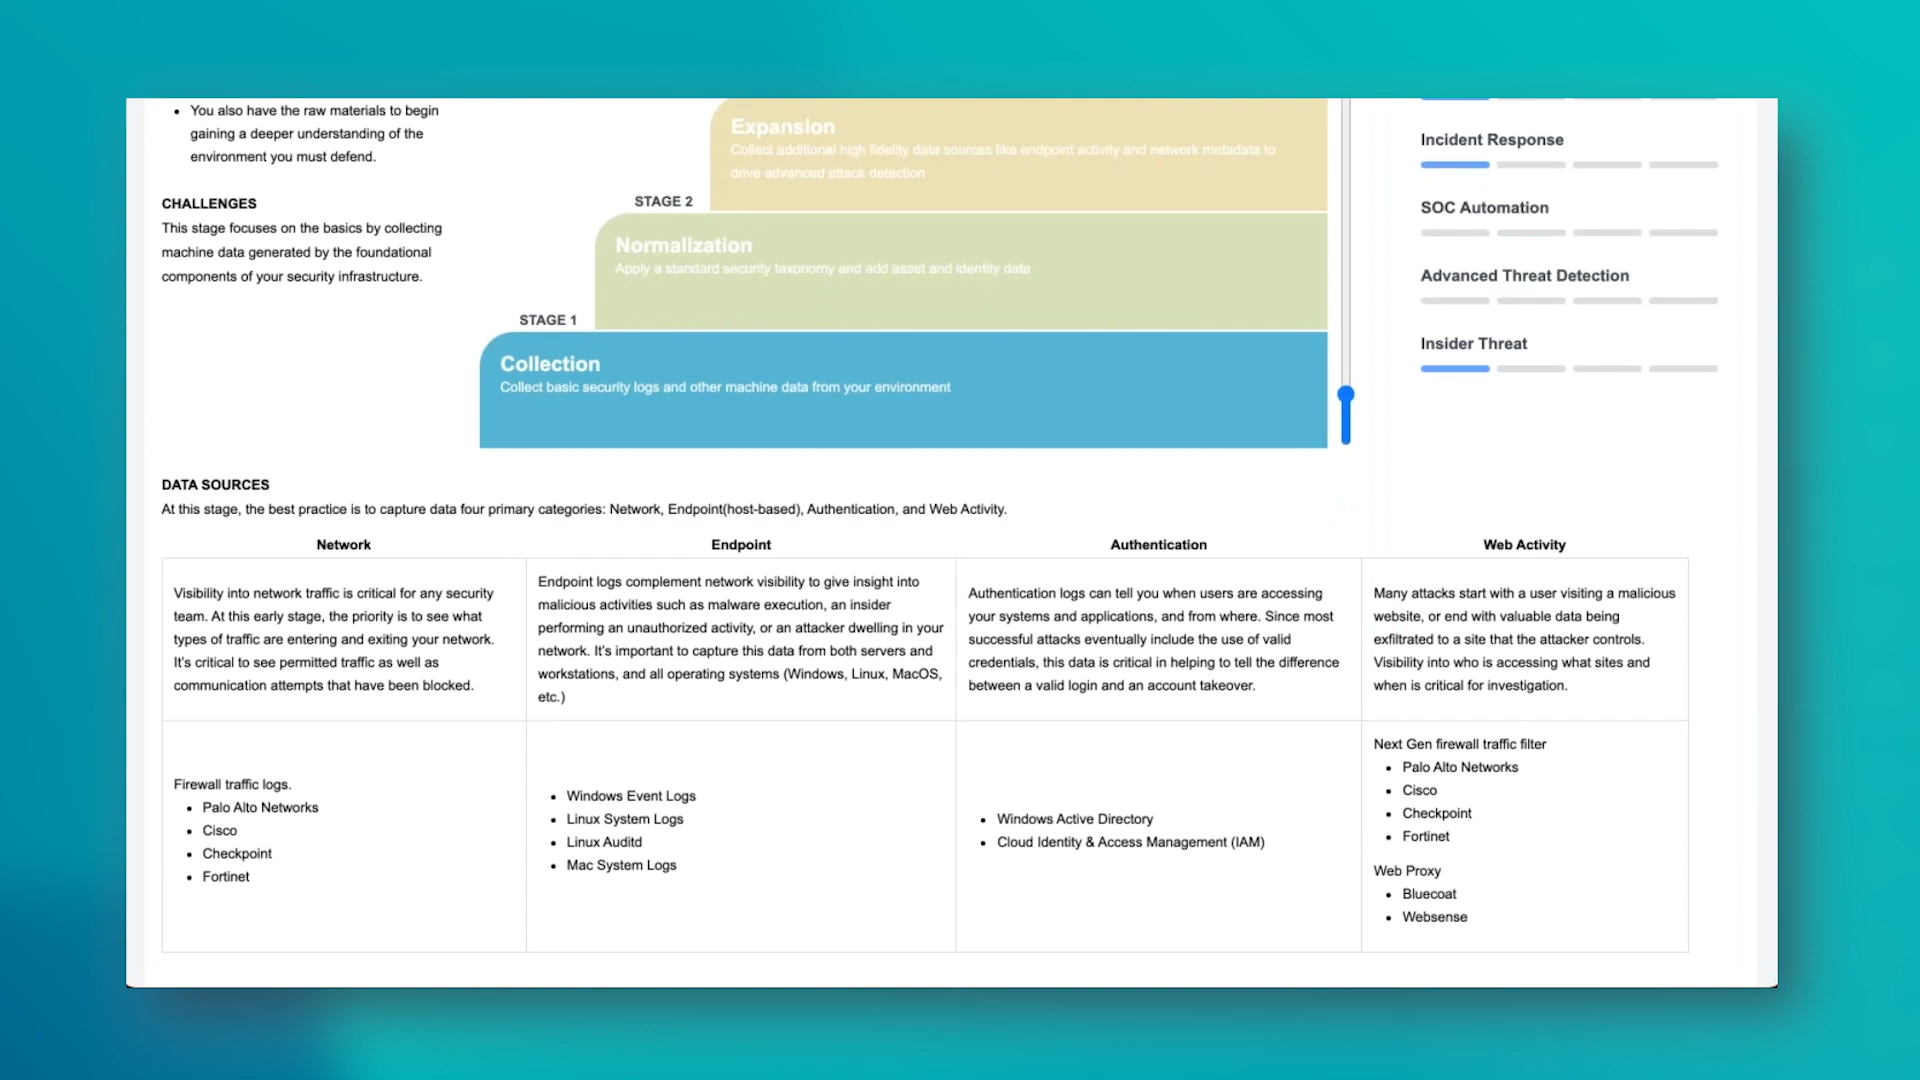 You also have the raw materials to begin
gaining a deeper understanding of the
environment you must defend.
CHALLENGES
This stage focuses on the basics by collecting
machine data generated by the foundational
components of your security infrastructure.
Expansion
Collect additional high fidelity data sources like endpoint activity and network metadata to
drive advanced attack detection
STAGE 2
Normalization
Apply a standard security taxonomy and add asset and identity data
STAGE 1
Collection
Collect basic security logs and other machine data from your environment
Incident Response
SOC Automation
Advanced Threat Detection
Insider Threat
DATA SOURCES
At this stage, the best practice is to capture data four primary categories: Network, Endpoint(host-based), Authentication, and Web Activity.
Network
Endpoint
Authentication
Web Activity
Visibility into network traffic is critical for any security
team. At this early stage, the priority is to see what
types of traffic are entering and exiting your network.
It's critical to see permitted traffic as well as
communication attempts that have been blocked.
Endpoint logs complement network visibility to give insight into
malicious activities such as malware execution, an insider
performing an unauthorized activity, or an attacker dwelling in your
network. It's important to capture this data from both servers and
workstations, and all operating systems (Windows, Linux, MacOS,
etc.)
Authentication logs can tell you when users are accessing
your systems and applications, and from where. Since most
successful attacks eventually include the use of valid
credentials, this data is critical in helping to tell the difference
between a valid login and an account takeover.
Many attacks start with a user visiting a malicious
website, or end with valuable data being
exfiltrated to a site that the attacker controls.
Visibility into who is accessing what sites and
when is critical for investigation.
Firewall traffic logs.
Palo Alto Networks
Cisco
Checkpoint
Fortinet
Windows Event Logs
Linux System Logs
Linux Auditd
Mac System Logs
Windows Active Directory
Cloud Identity & Access Management (IAM)
Next Gen firewall traffic filter
Palo Alto Networks
Cisco
Checkpoint
Fortinet
Web Proxy
Bluecoat
Websense